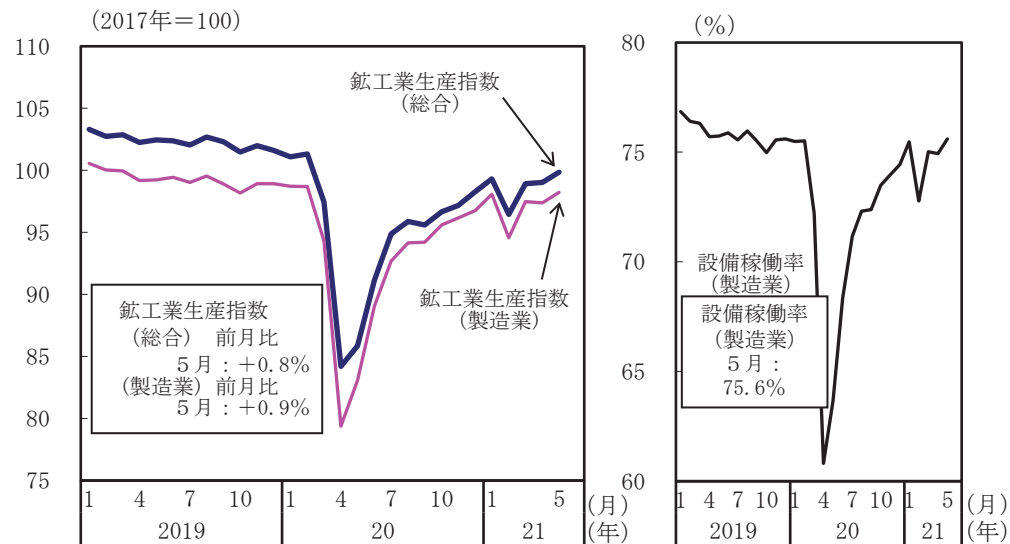 (2017年＝100)
110
105
100
95
90
85
80
75
鉱工業生産指数
(総合)
鉱工業生産指数
(製造業)
鉱工業生産指数
(総合) 前月比
５月：＋0.8%
(製造業) 前月比
５月：＋0.9%
1 4 7 10 1 4 7 10 1 5 (月)
2019 20 21 (年)
(%)
80
75
70
65
60
設備稼働率
(製造業)
設備稼働率
(製造業)
５月：
75.6%
1 4 7 10 1 4 7 10 1 5 (月)
2019 20 21 (年)